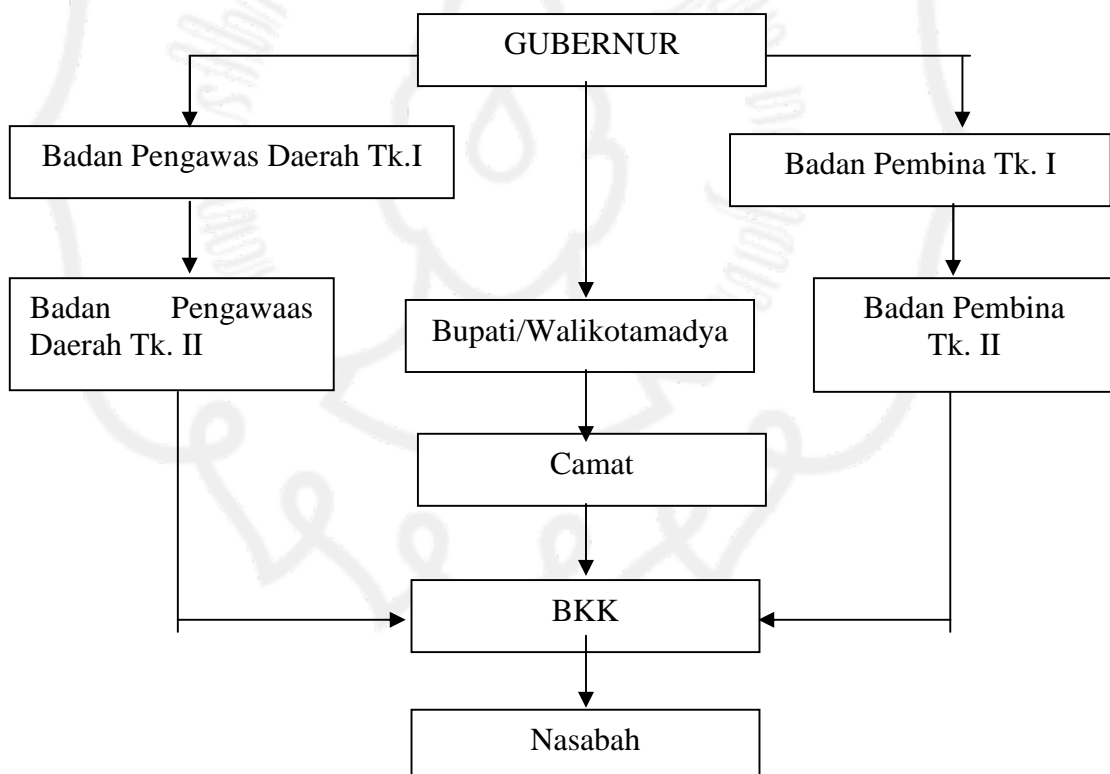 GUBERNUR
Badan Pengawas Daerah Tk.I
Badan Pembina Tk. I
Badan Pengawaas
Daerah Tk. II
Bupati/Walikotamadya
Badan Pembina
Tk. II
Camat
BKK
Nasabah